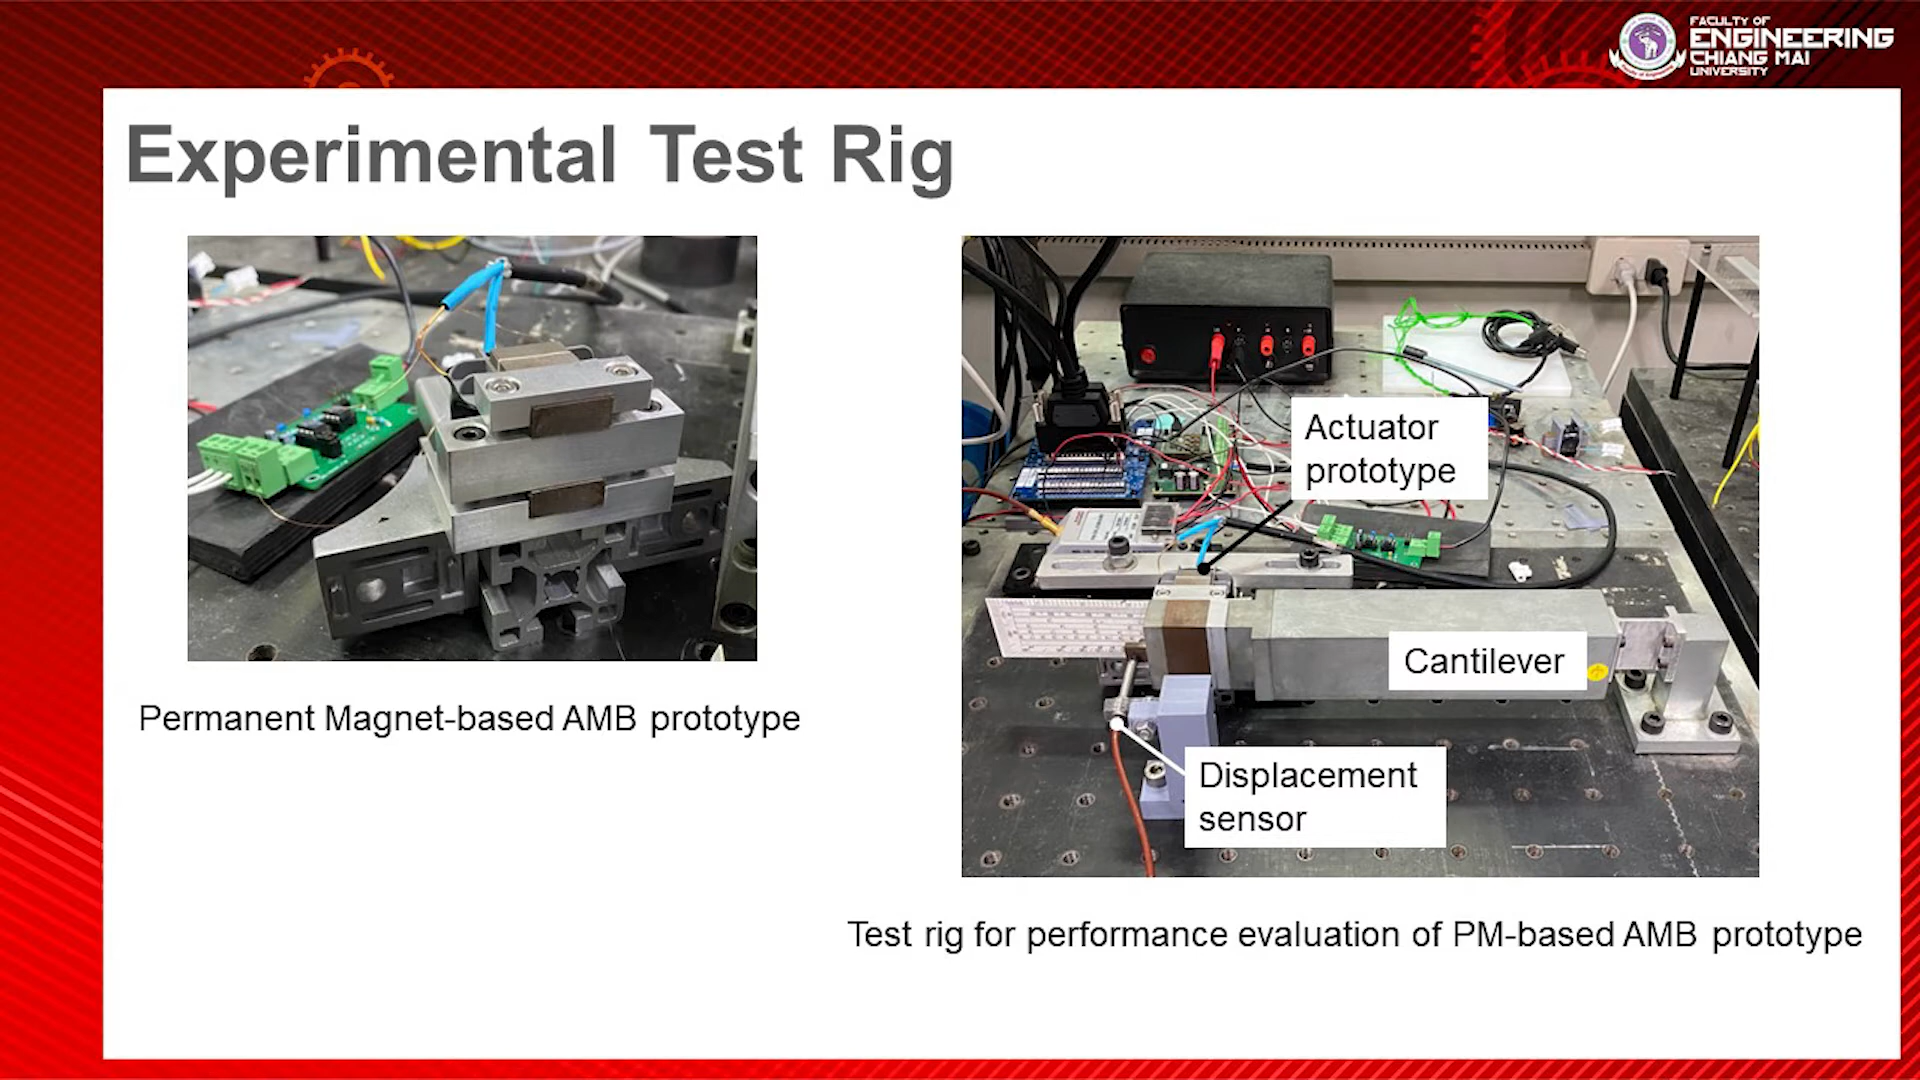 FACULTY OF
ENGINEERING
CHIANG MAI
UNIVERSITY
Experimental Test Rig
Actuator
prototype
Cantilever
Displacement
sensor
Permanent Magnet-based AMB prototype
Test rig for performance evaluation of PM-based AMB prototype